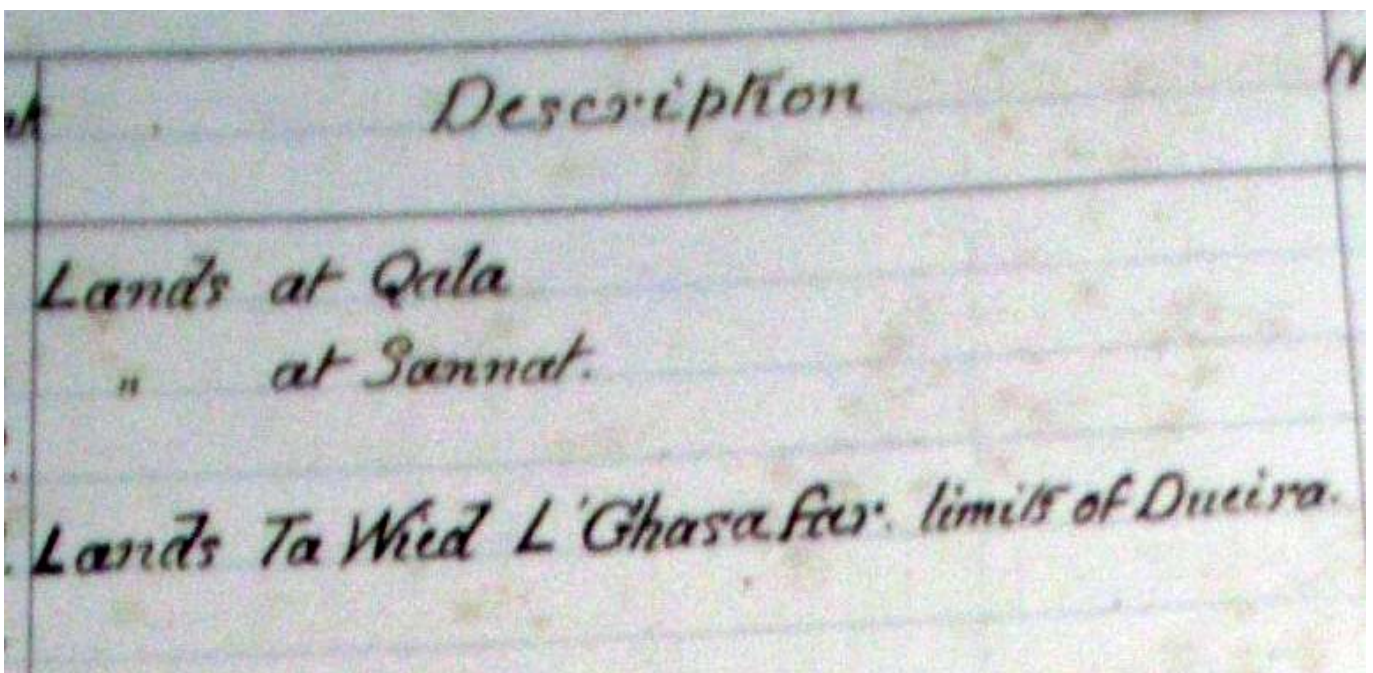 Description
Lands at Qala
" at Sannat.
Lands Ta Wied L'Ghasafar. limits of Dueira.